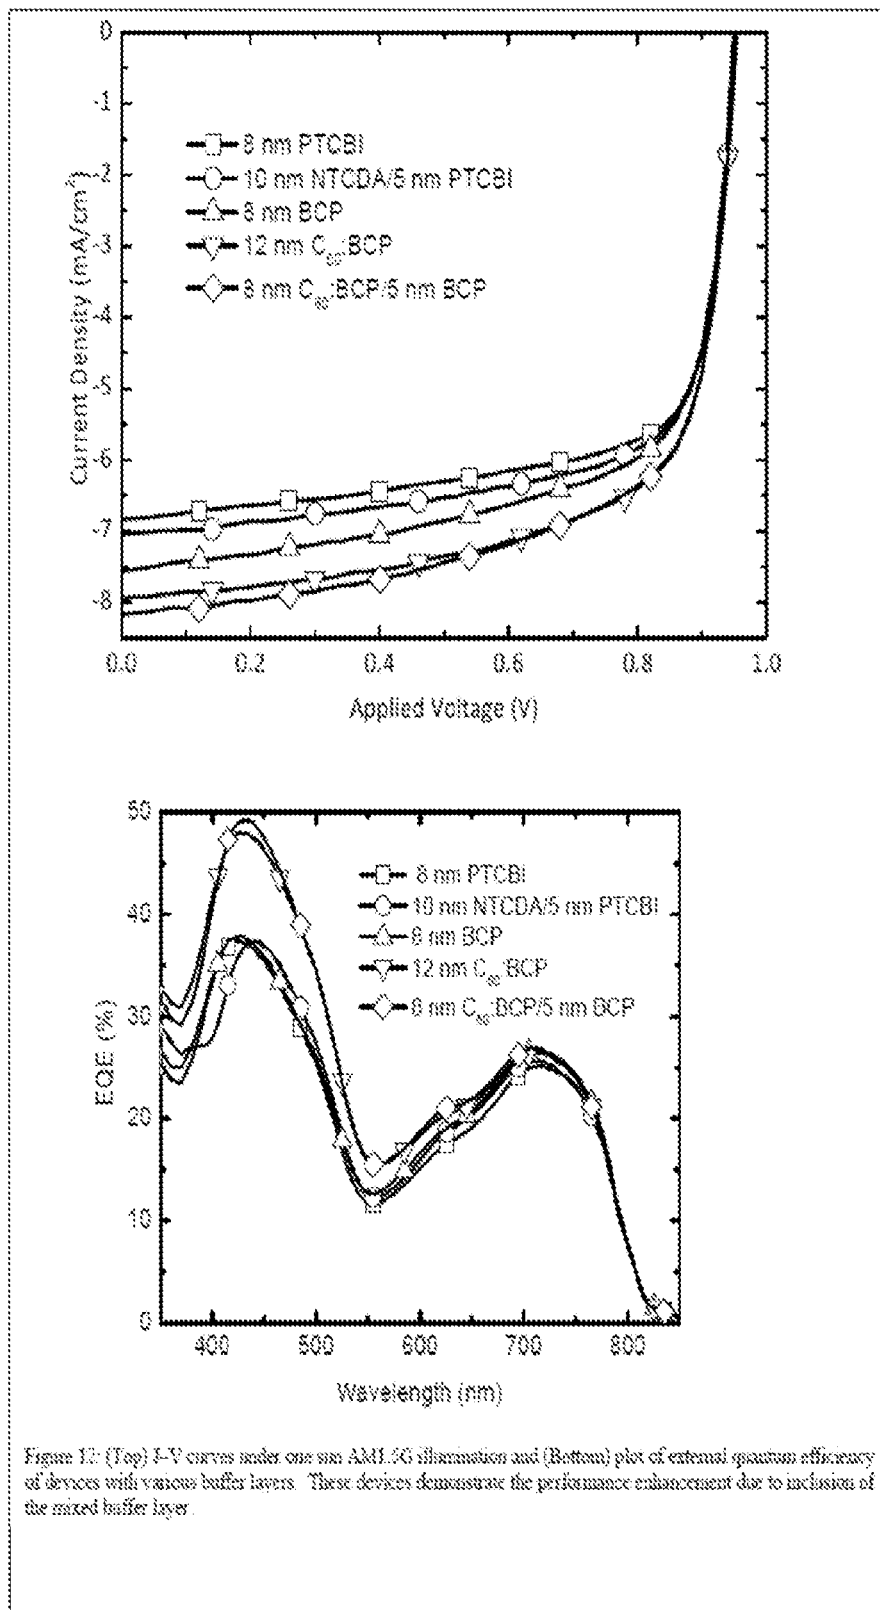 0
-1
-2
-3
-4
-5
-6
-7
-8
Current Density (mA/cm²)
8 nm PTCBI
10 nm NTCDA/5 nm PTCBI
8 nm BCP
12 nm C₆₀:BCP
8 nm C₆₀:BCP/5 nm BCP
0.0 0.2 0.4 0.6 0.8 1.0
Applied Voltage (V)
50
40
30
20
10
0
EQE (%)
8 nm PTCBI
10 nm NTCDA/5 nm PTCBI
8 nm BCP
12 nm C₆₀:BCP
8 nm C₆₀:BCP/5 nm BCP
400 500 600 700 800
Wavelength (nm)
Figure 12: (Top) J-V curves under one sun AM1.5G illumination and (Bottom) plot of external quantum efficiency
of devices with various buffer layers. These devices demonstrate the performance enhancement due to inclusion of
the mixed buffer layer.